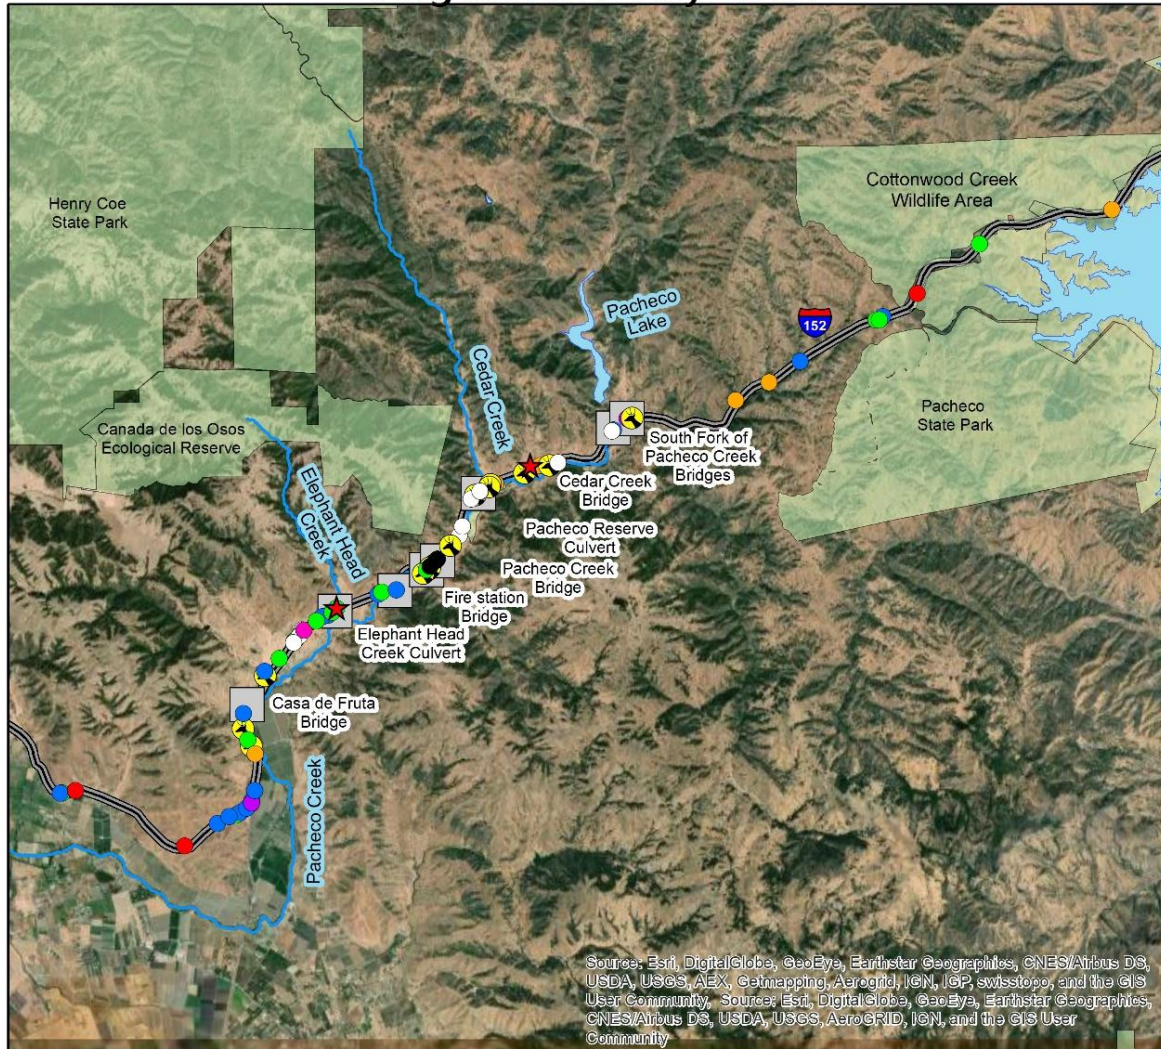 Henry Coe
State Park
Cottonwood Creek
Wildlife Area
Pacheco
Lake
152
Cedar Creek
Pacheco
State Park
Canada de los Osos
Ecological Reserve
South Fork of
Pacheco Creek
Bridges
Elephant Head
Creek
Cedar Creek
Bridge
Pacheco Reserve
Culvert
Pacheco Creek
Bridge
Fire station
Bridge
Elephant Head
Creek Culvert
Casa de Fruta
Bridge
Pacheco Creek
Source: Esri, DigitalGlobe, GeoEye, Earthstar Geographics, CNES/Airbus DS,
USDA, USGS, AEX, Getmapping, Aerogrid, IGN, IGP, swisstopo, and the GIS
User Community, Source: Esri, DigitalGlobe, GeoEye, Earthstar Geographics,
CNES/Airbus DS, USDA, USGS, AeroGRID, IGN, and the GIS User
Community